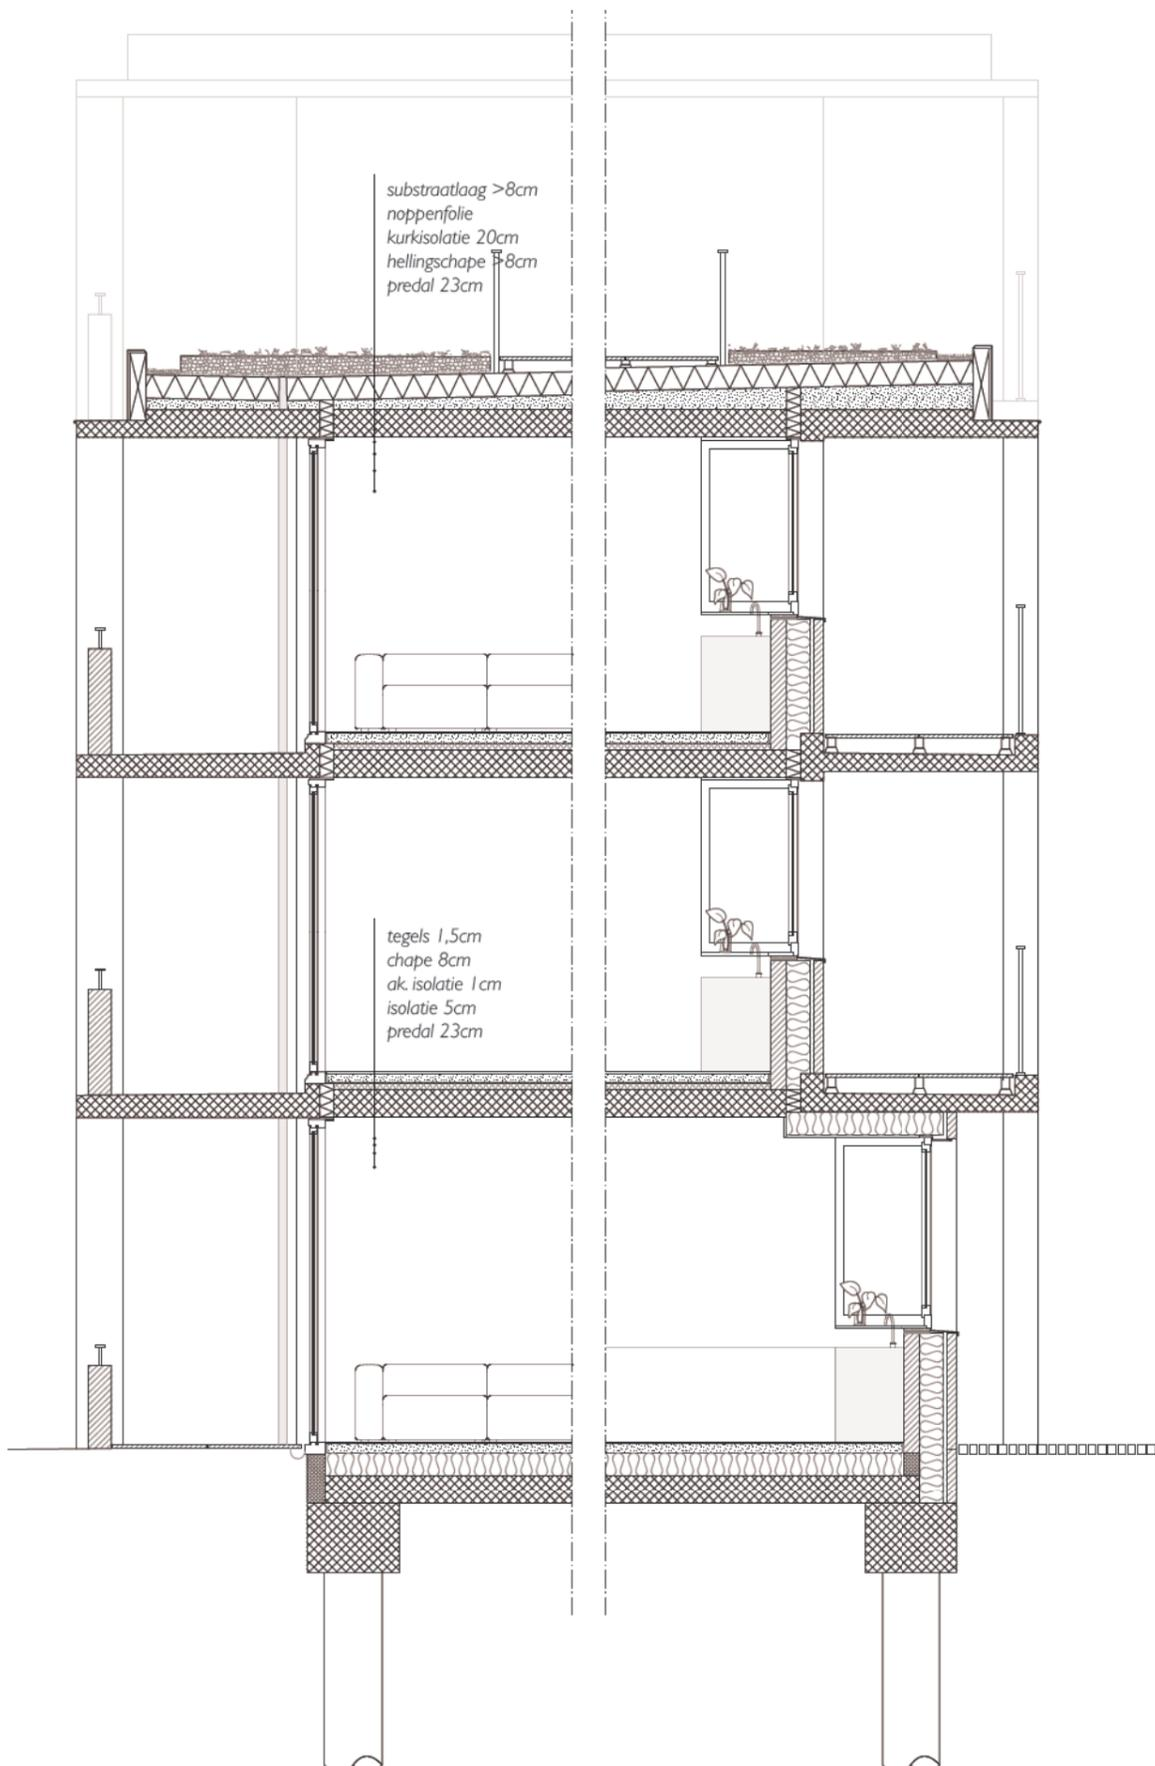 substraatlaag >8cm
noppenfolie
kurkisolatie 20cm
hellingschape >8cm
predal 23cm
tegels 1,5cm
chape 8cm
ak. isolatie 1cm
isolatie 5cm
predal 23cm